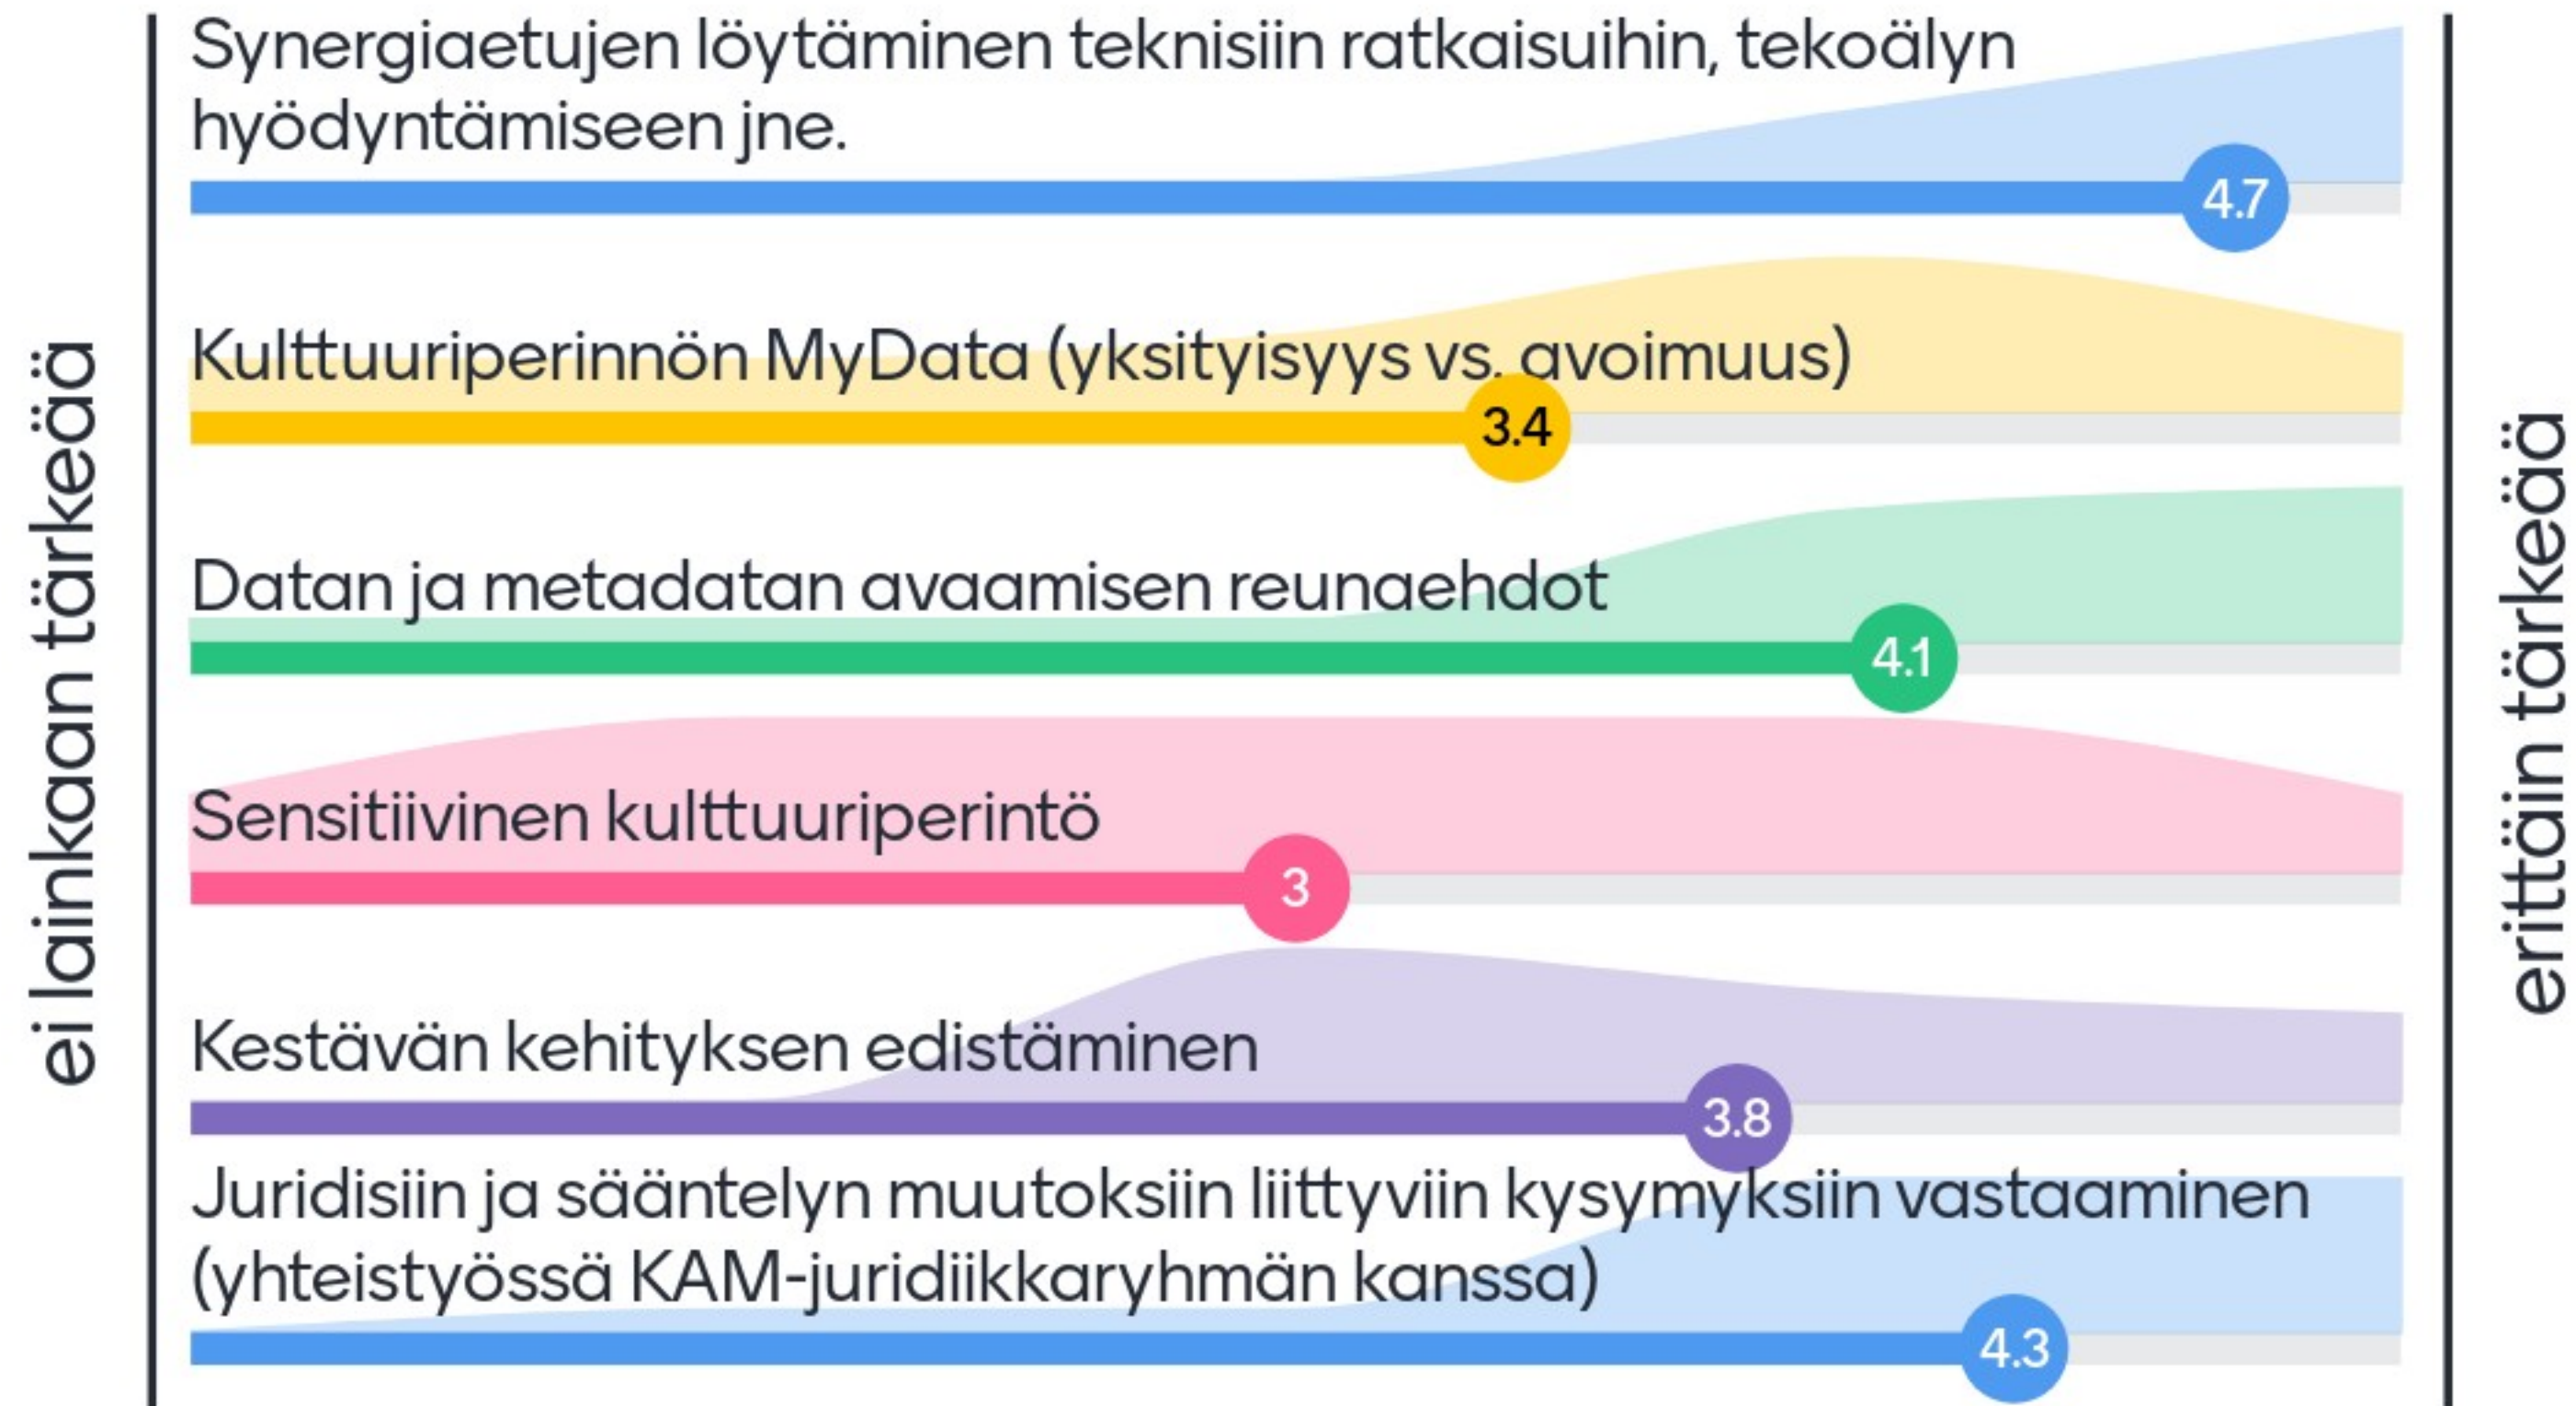 ei lainkaan tärkeää
Synergiaetujen löytäminen teknisiin ratkaisuihin, tekoälyn
hyödyntämiseen jne.
4.7
Kulttuuriperinnön MyData (yksityisyys vs. avoimuus)
3.4
Datan ja metadatan avaamisen reunaehdot
4.1
Sensitiivinen kulttuuriperintö
3
Kestävän kehityksen edistäminen
3.8
Juridisiin ja sääntelyn muutoksiin liittyviin kysymyksiin vastaaminen
(yhteistyössä KAM-juridiikkaryhmän kanssa)
4.3
erittäin tärkeää